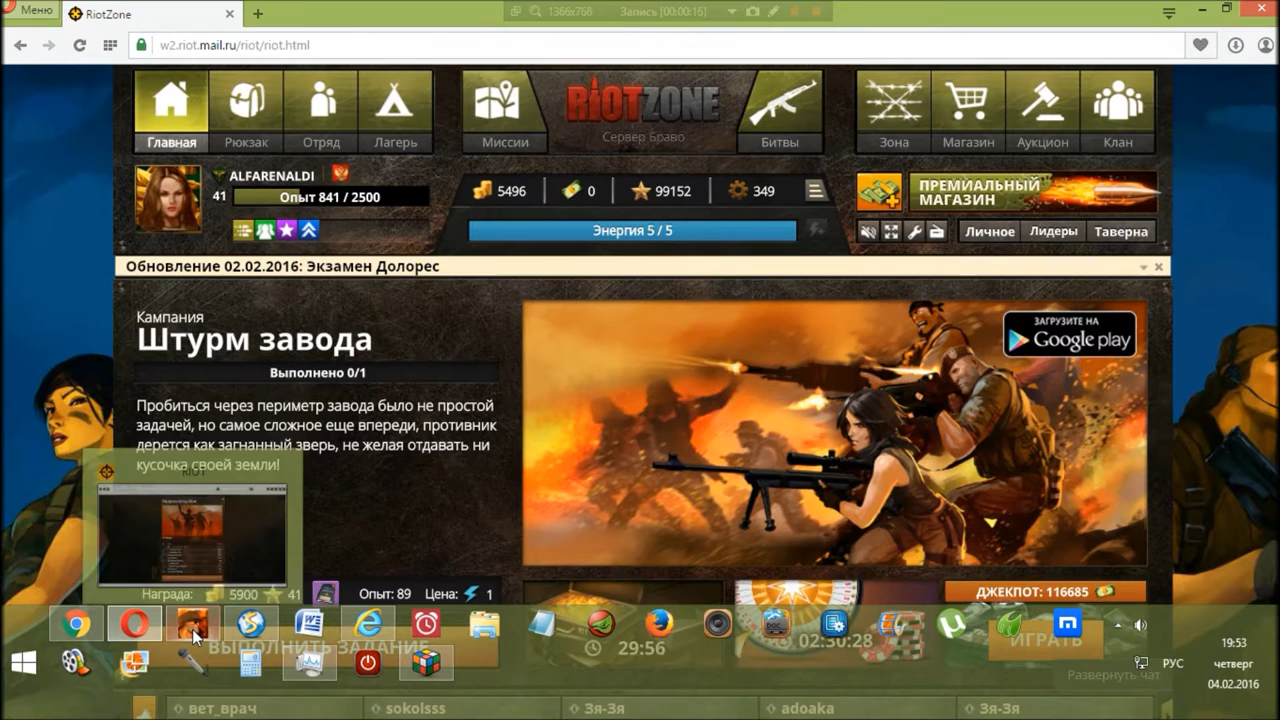 Меню
RiotZone
1366x768
Запись [00:00:16]
w2.riot.mail.ru/riot/riot.html
Главная
Рюкзак
Отряд
Лагерь
Миссии
RIOTZONE
Сервер Браво
Битвы
Зона
Магазин
Аукцион
Клан
ALFARENALDI
41
Опыт 841 / 2500
5496
0
99152
349
Энергия 5 / 5
ПРЕМИАЛЬНЫЙ
МАГАЗИН
Личное
Лидеры
Таверна
Обновление 02.02.2016: Экзамен Долорес
Кампания
Штурм завода
Выполнено 0/1
Пробиться через периметр завода было не простой
задачей, но самое сложное еще впереди, противник
дерется как загнанный зверь, не желая отдавать ни
кусочка своей земли!
ЗАГРУЗИТЕ НА
Google play
RIOT
Награда:
5900
41
Опыт: 89
Цена:
1
ДЖЕКПОТ: 116685
ВЫПОЛНИТЬ ЗАДАНИЕ
29:56
02:30:28
ИГРАТЬ
Развернуть чат
РУС
19:53
четверг
04.02.2016
вет_врач
sokolsss
Зя-Зя
adoaka
Зя-Зя